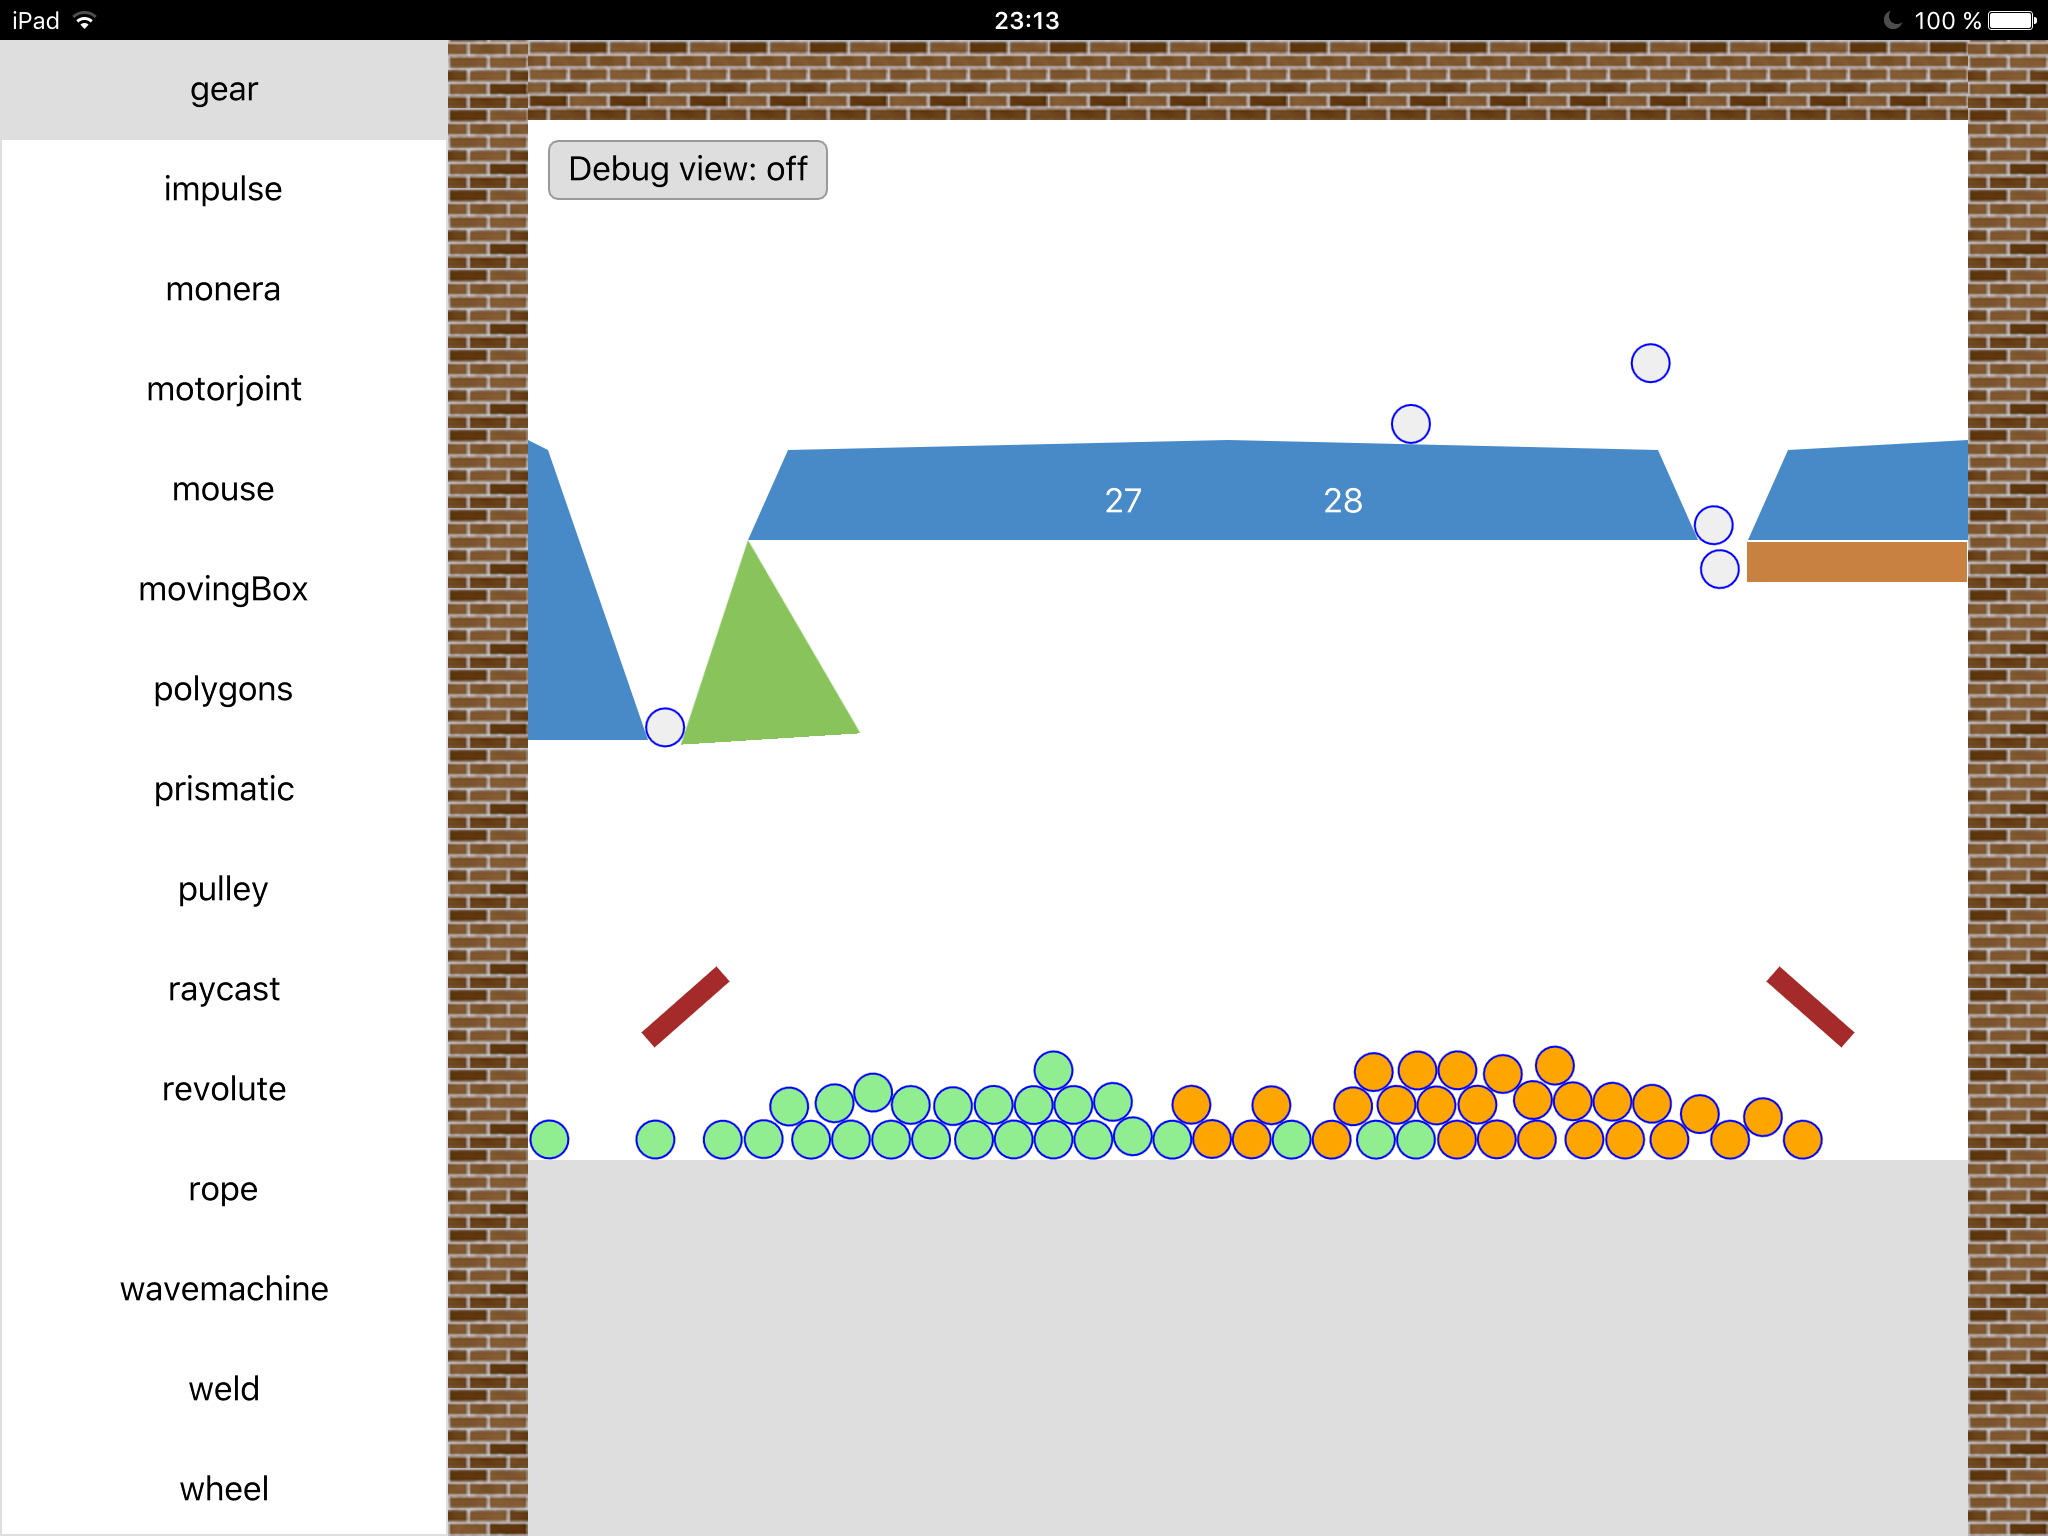 iPad 23:13 100 %
gear
impulse
monera
motorjoint
mouse
movingBox
polygons
prismatic
pulley
raycast
revolute
rope
wavemachine
weld
wheel
Debug view: off
27 28